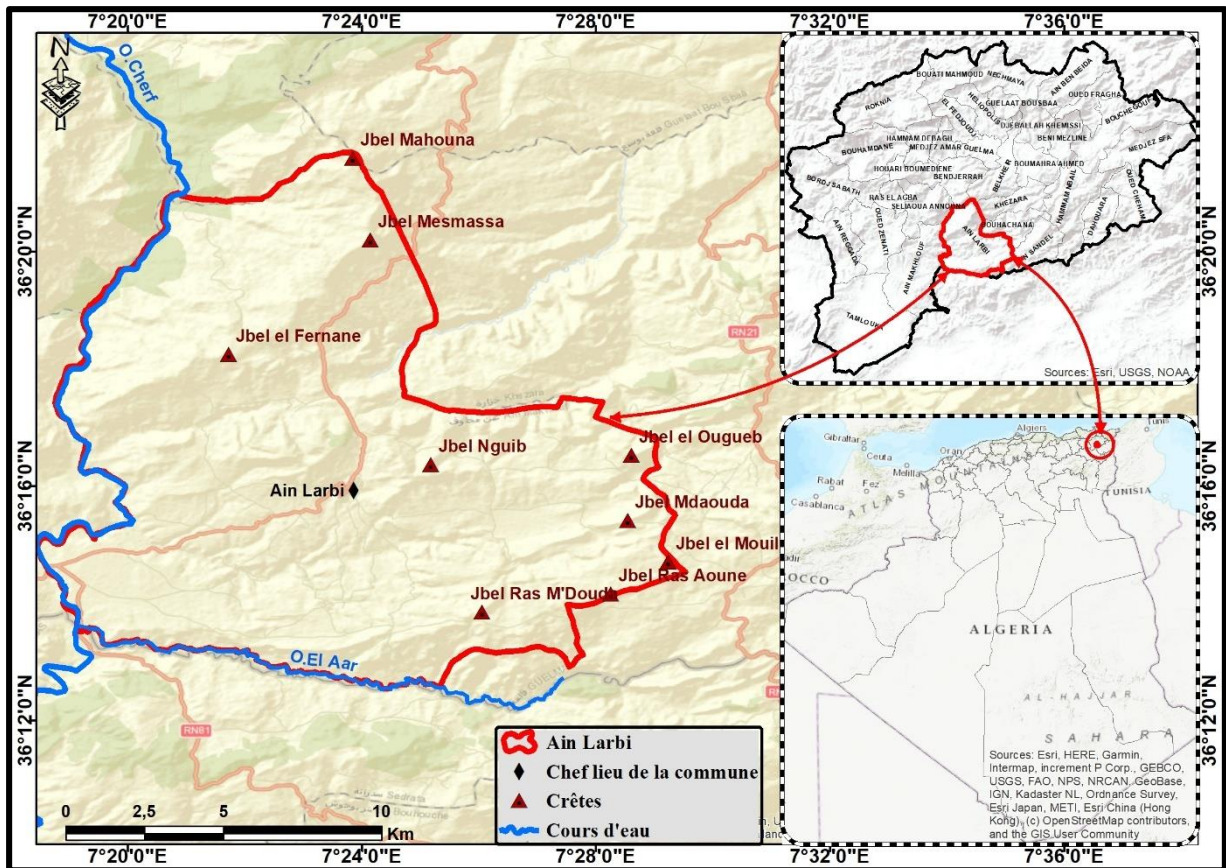 7°20'0"E
7°24'0"E
7°28'0"E
7°32'0"E
7°36'0"E
N
O.Cherf
Jbel Mahouna
Jbel Mesmassa
Jbel el Fernane
Jbel Nguib
Ain Larbi
Jbel el Ougueb
Jbel Mdaouda
Jbel el Mouil
Jbel Ras Aoune
Jbel Ras M'Doud
O.El Aar
RN21
RN81
Khezara
Sedrata سدراتة
36°20'0"N
36°16'0"N
36°12'0"N
36°20'0"N
36°16'0"N
36°12'0"N
BOUATI MAHMOUD
NECHMAYA
AIN BEN BEIDA
ROKNIA
HELIOPOLIS
EL FEDJOUDJ
GUELAAT BOUSBAA
OUED FRAGHA
BOUCHEGOUF
DJEBALLAH KHEMISSI
HAMMAM DEBAGH
BENI MEZLINE
BOUHAMDANE
MEDJEZ AMAR
GUELMA
MEDJEZ SFA
BOUMAHRA AHMED
HOUARI BOUMEDIENE
BENDJERRAH
BELKHEIR
BORDJ SABATH
RAS EL AGBA
SELLAOUA ANNOUNA
KHEZARA
HAMMAM NBAIL
OUED CHEHAM
OUED ZENATI
BOUHACHANA
DAHOUARA
AIN REGGADA
AIN LARBI
AIN MAKHLOUF
SANDEL
TAMLOUKA
Sources: Esri, USGS, NOAA
Gibraltar
Ceuta
Melilla
Oran
Algiers
Tunis
Rabat
Fez
Casablanca
ATLAS MOUNTAINS
TUNISIA
OCCO
ALGERIA
AL-HAJJAR
SAHARA
Sources: Esri, HERE, Garmin,
Intermap, increment P Corp., GEBCO,
USGS, FAO, NPS, NRCAN, GeoBase,
IGN, Kadaster NL, Ordnance Survey,
Esri Japan, METI, Esri China (Hong
Kong), (c) OpenStreetMap contributors,
and the GIS User Community
Ain Larbi
Chef lieu de la commune
Crêtes
Cours d'eau
0 2,5 5 10
Km
7°20'0"E
7°24'0"E
7°28'0"E
7°32'0"E
7°36'0"E